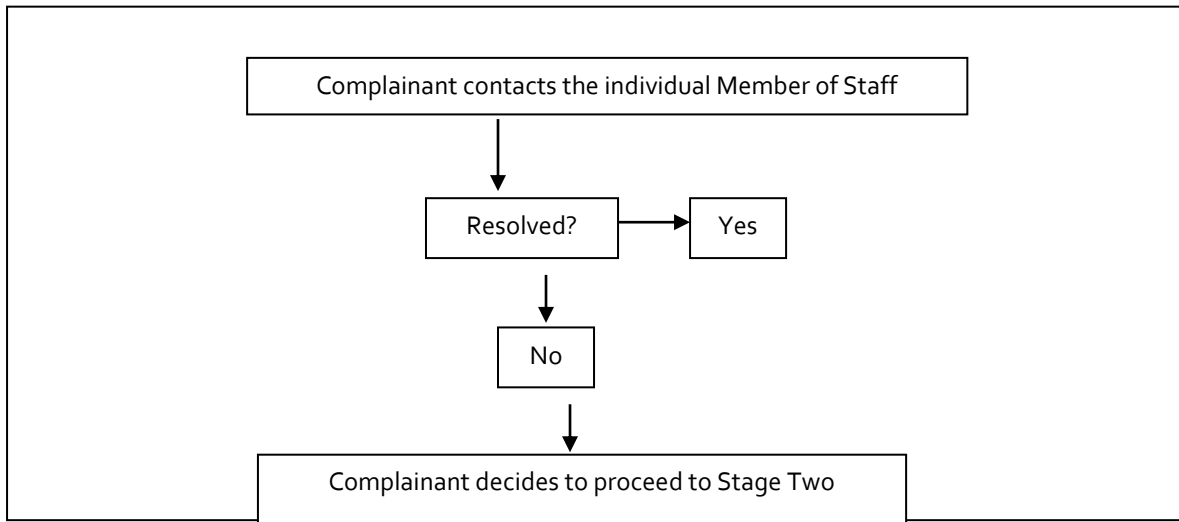 Complainant contacts the individual Member of Staff
Resolved?
Yes
No
Complainant decides to proceed to Stage Two